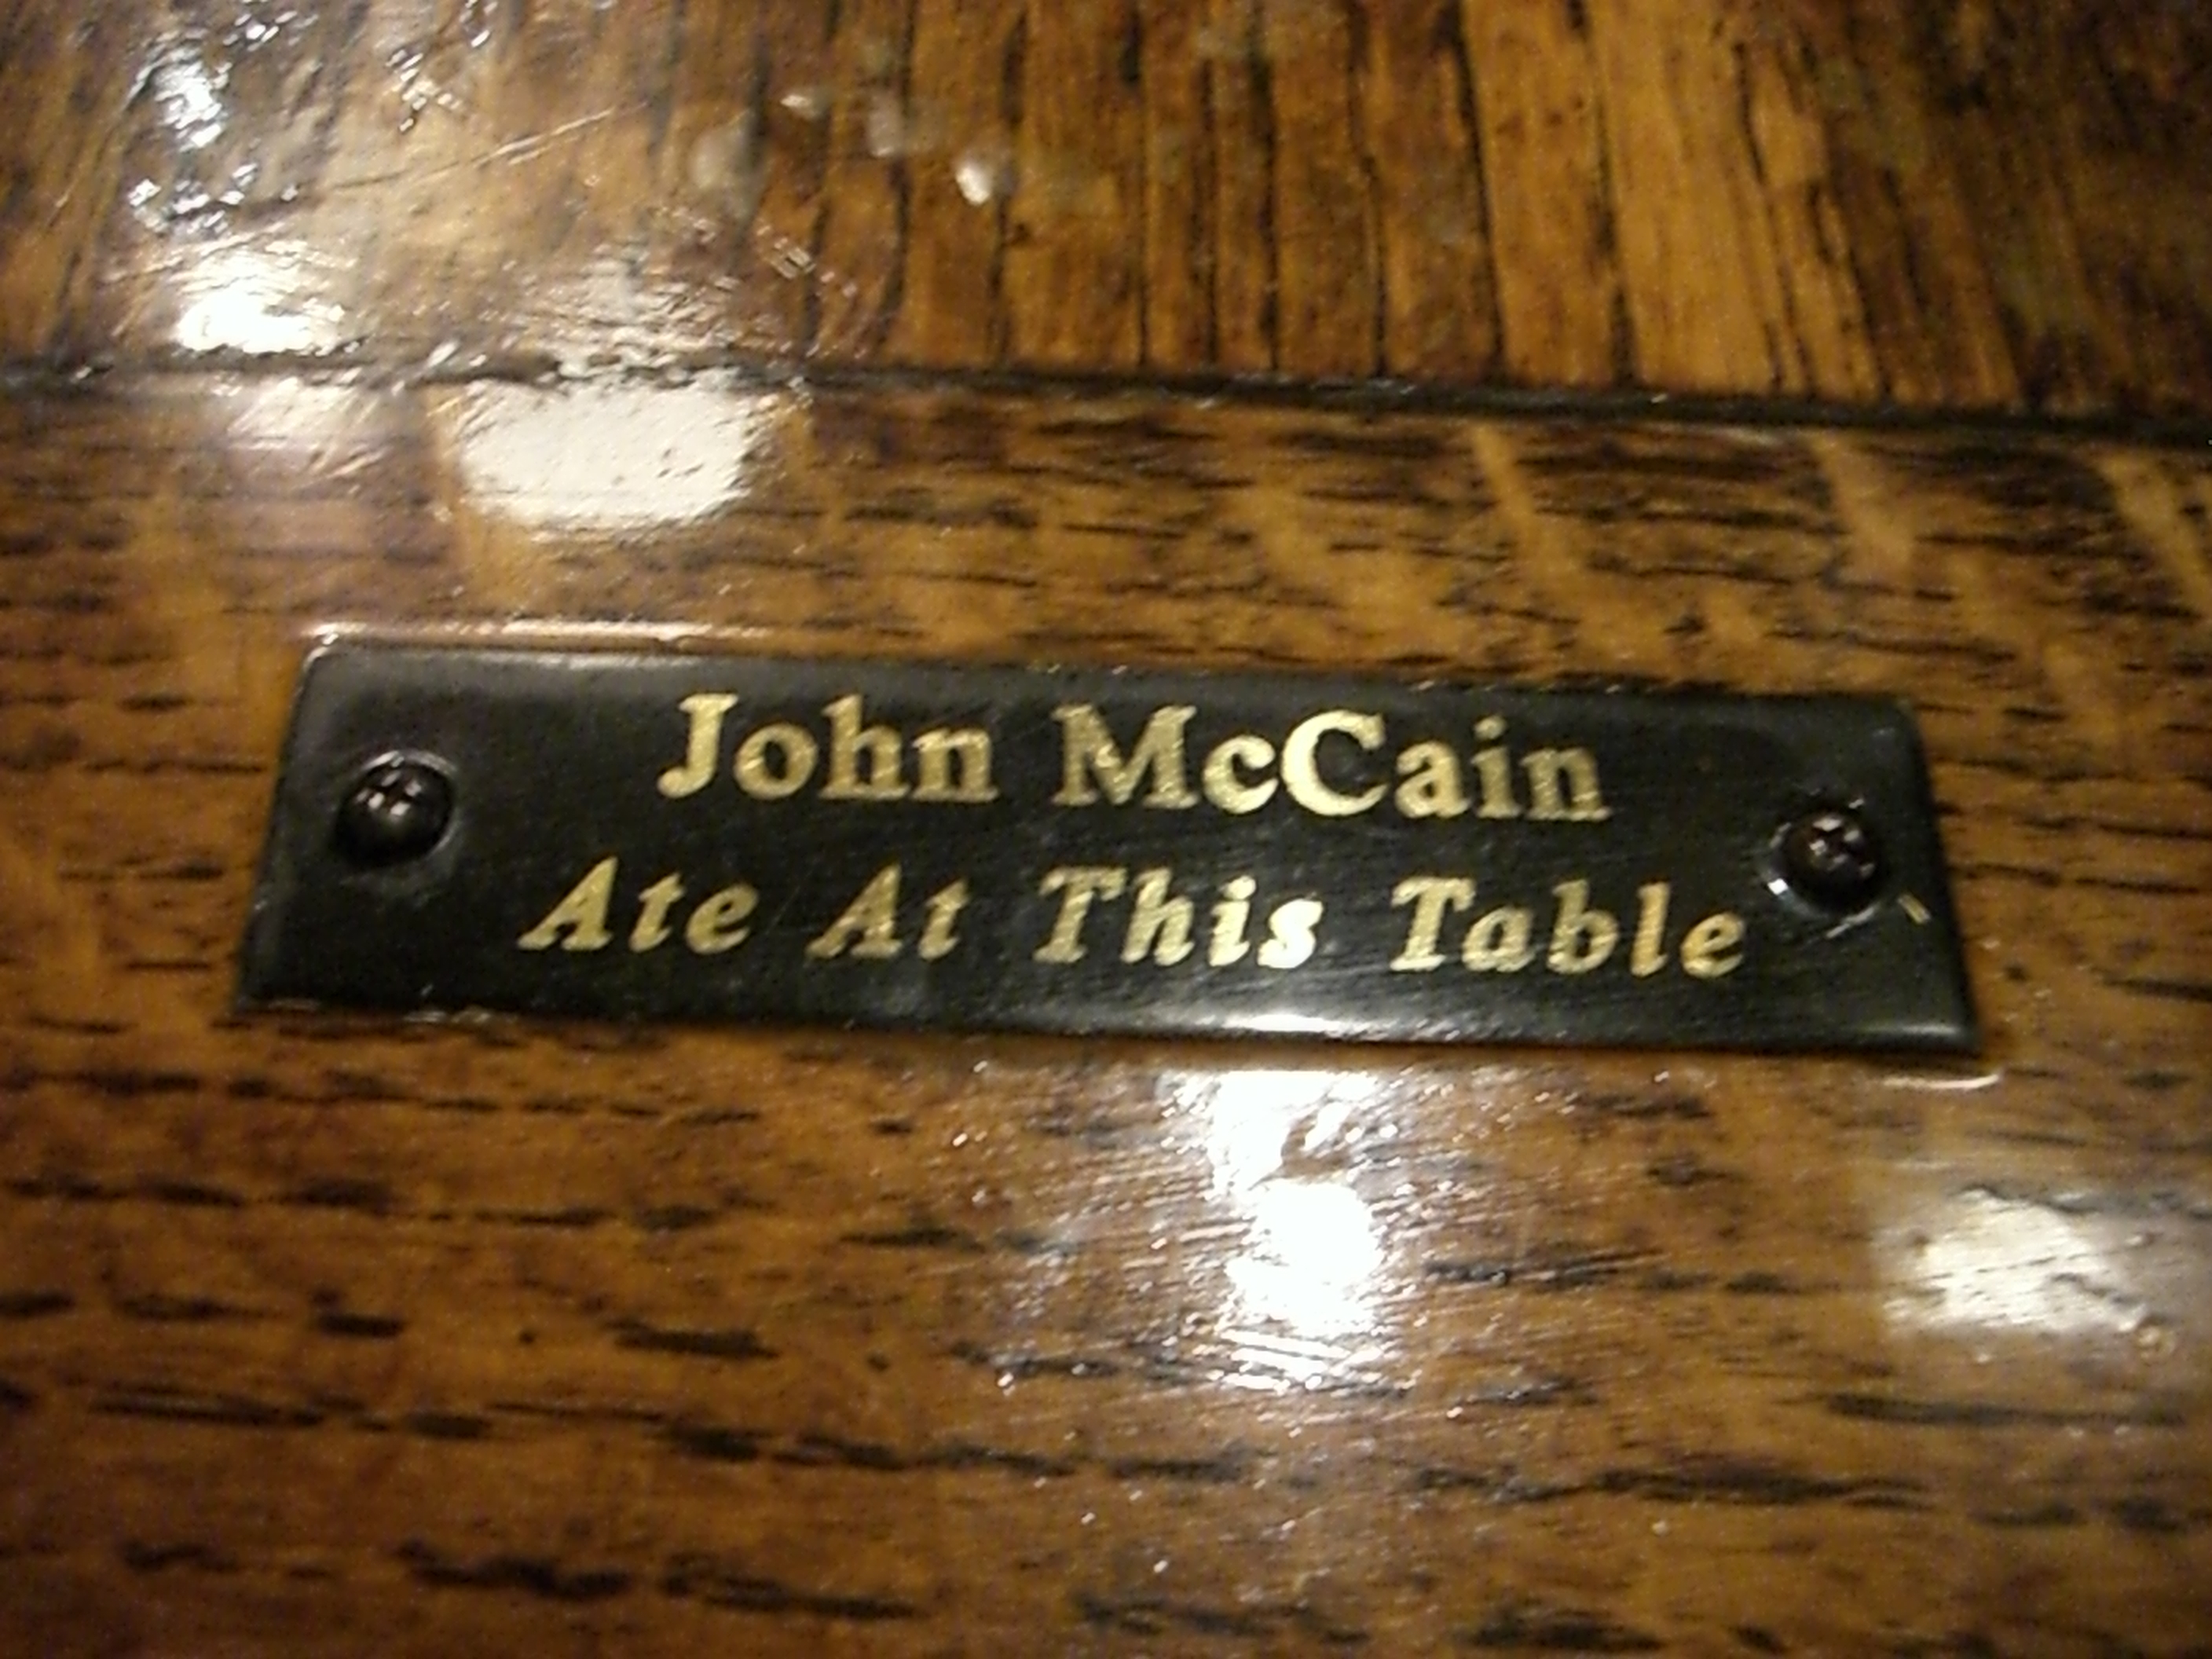 John McCain
Ate At This Table